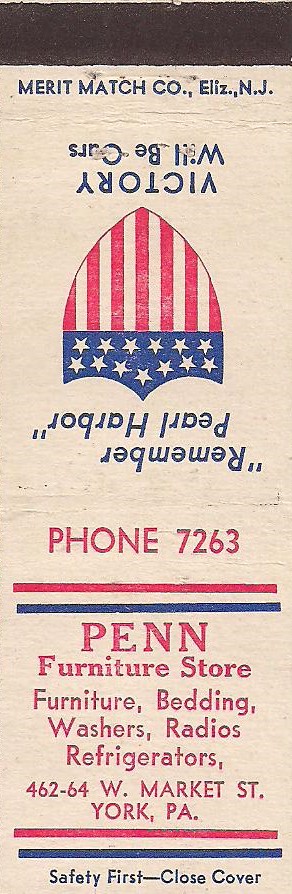 MERIT MATCH CO., Eliz., N.J.
"Remember
Pearl Harbor"
VICTORY
Will Be Ours
PHONE 7263
PENN
Furniture Store
Furniture, Bedding,
Washers, Radios
Refrigerators,
462-64 W. MARKET ST.
YORK, PA.
Safety First—Close Cover